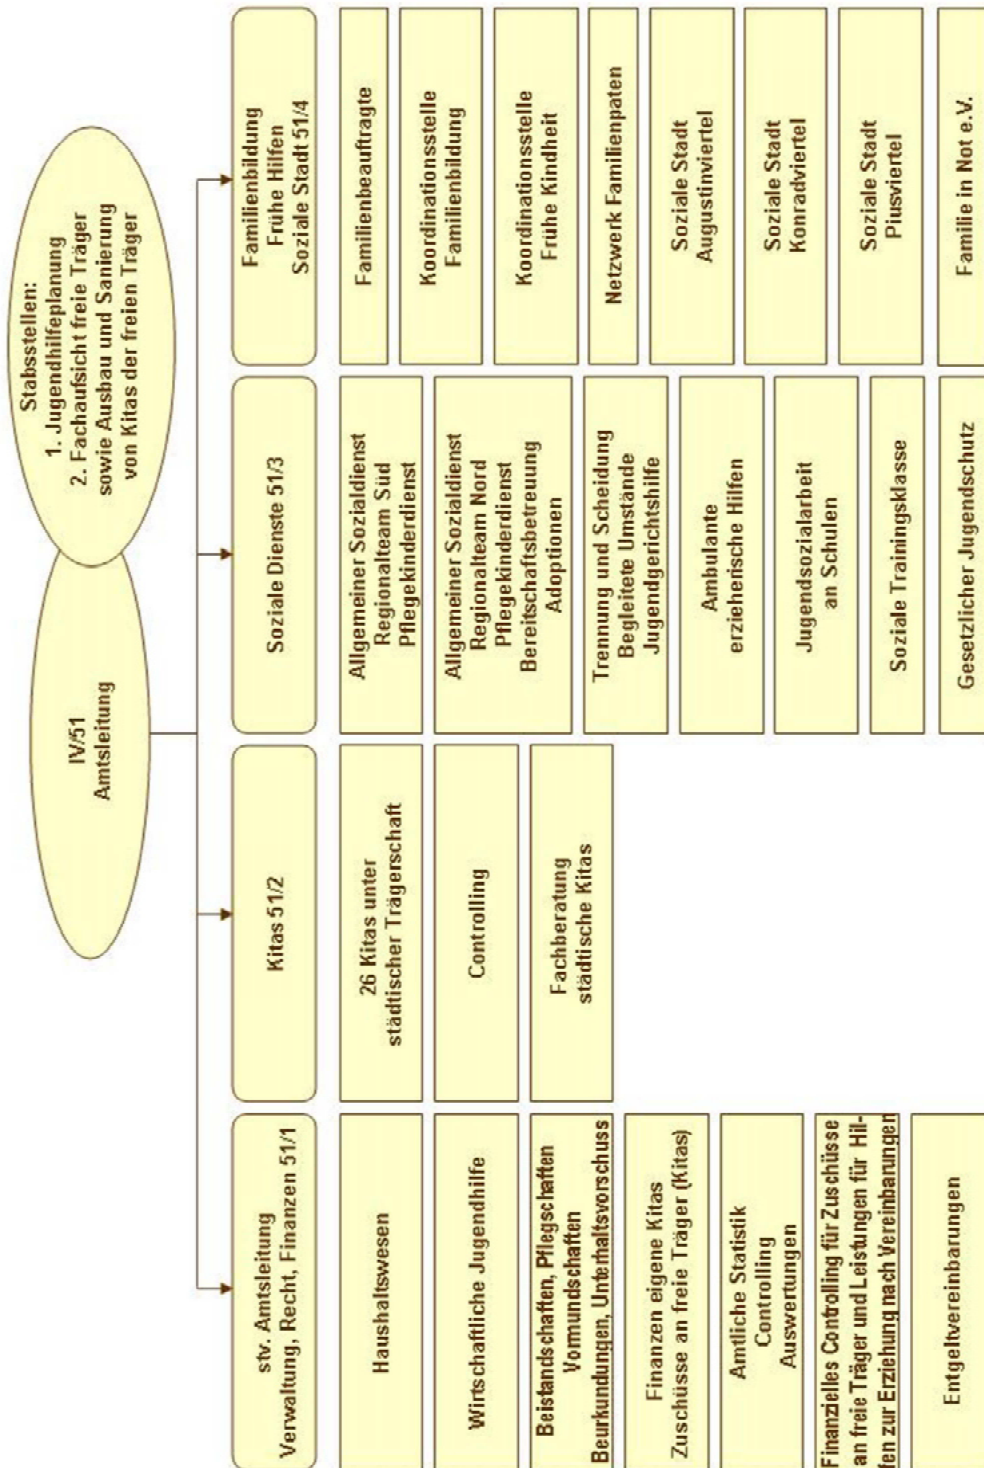 IV/51
Amtsleitung
Stabsstellen:
1. Jugendhilfeplanung
2. Fachaufsicht freie Träger
sowie Ausbau und Sanierung
von Kitas der freien Träger
stv. Amtsleitung
Verwaltung, Recht, Finanzen 51/1
Haushaltswesen
Wirtschaftliche Jugendhilfe
Beistandschaften, Pflegschaften
Vormundschaften
Beurkundungen, Unterhaltsvorschuss
Finanzen eigene Kitas
Zuschüsse an freie Träger (Kitas)
Amtliche Statistik
Controlling
Auswertungen
Finanzielles Controlling für Zuschüsse
an freie Träger und Leistungen für Hil-
fen zur Erziehung nach Vereinbarungen
Entgeltvereinbarungen
Kitas 51/2
26 Kitas unter
städtischer Trägerschaft
Controlling
Fachberatung
städtische Kitas
Soziale Dienste 51/3
Allgemeiner Sozialdienst
Regionalteam Süd
Pflegekinderdienst
Allgemeiner Sozialdienst
Regionalteam Nord
Pflegekinderdienst
Bereitschaftsbetreuung
Adoptionen
Trennung und Scheidung
Begleitete Umstände
Jugendgerichtshilfe
Ambulante
erzieherische Hilfen
Jugendsozialarbeit
an Schulen
Soziale Trainingsklasse
Gesetzlicher Jugendschutz
Familienbildung
Frühe Hilfen
Soziale Stadt 51/4
Familienbeauftragte
Koordinationsstelle
Familienbildung
Koordinationsstelle
Frühe Kindheit
Netzwerk Familienpaten
Soziale Stadt
Augustinviertel
Soziale Stadt
Konradviertel
Soziale Stadt
Piusviertel
Familie in Not e.V.